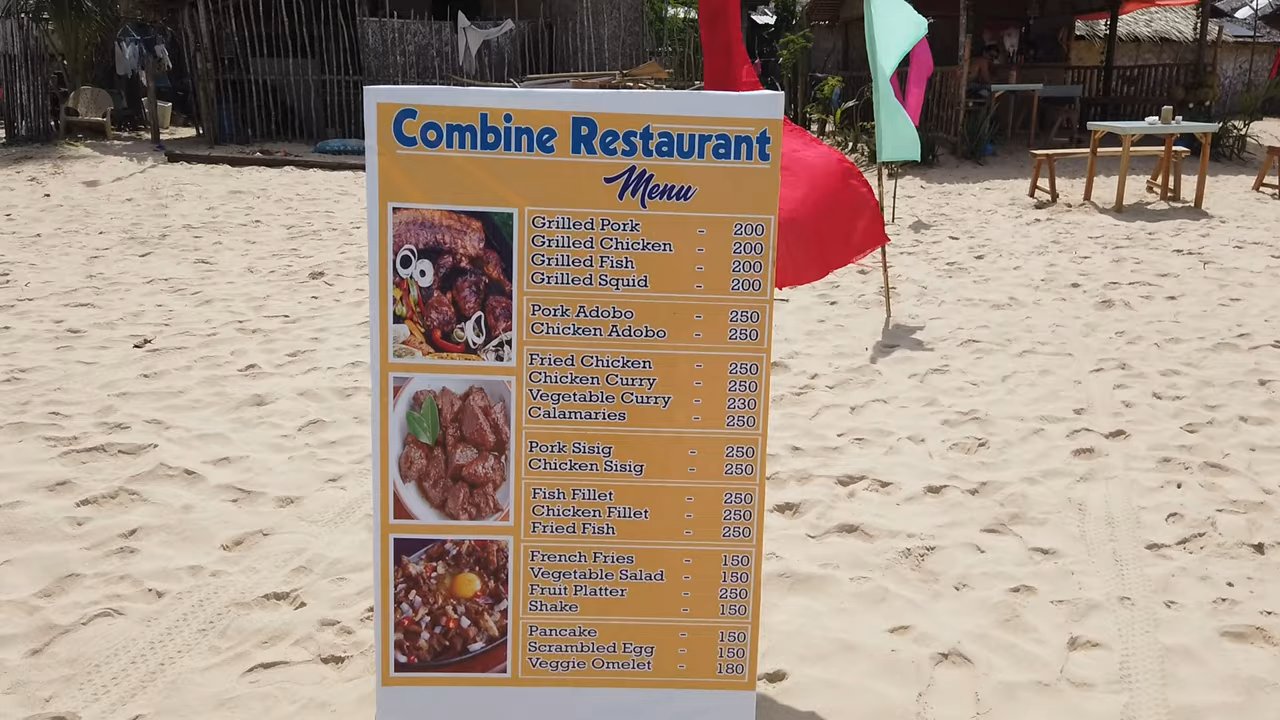 Combine Restaurant
Menu
Grilled Pork - 200
Grilled Chicken - 200
Grilled Fish - 200
Grilled Squid - 200
Pork Adobo - 250
Chicken Adobo - 250
Fried Chicken - 250
Chicken Curry - 250
Vegetable Curry - 230
Calamaries - 250
Pork Sisig - 250
Chicken Sisig - 250
Fish Fillet - 250
Chicken Fillet - 250
Fried Fish - 250
French Fries - 150
Vegetable Salad - 150
Fruit Platter - 250
Shake - 150
Pancake - 150
Scrambled Egg - 150
Veggie Omelet - 180